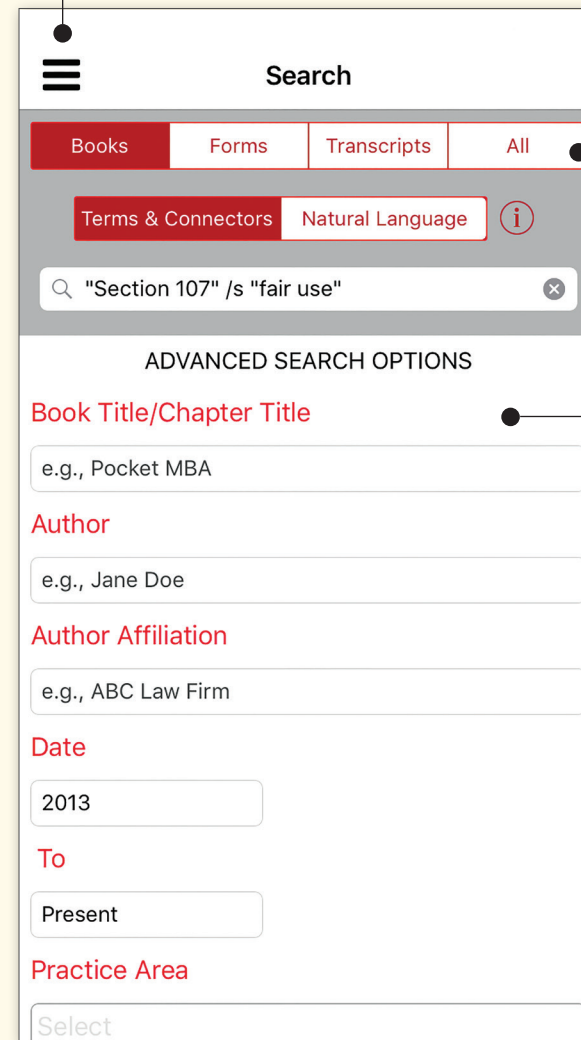 Search
Books Forms Transcripts All
Terms & Connectors Natural Language i
"Section 107" /s "fair use"
ADVANCED SEARCH OPTIONS
Book Title/Chapter Title
e.g., Pocket MBA
Author
e.g., Jane Doe
Author Affiliation
e.g., ABC Law Firm
Date
2013
To
Present
Practice Area
Select